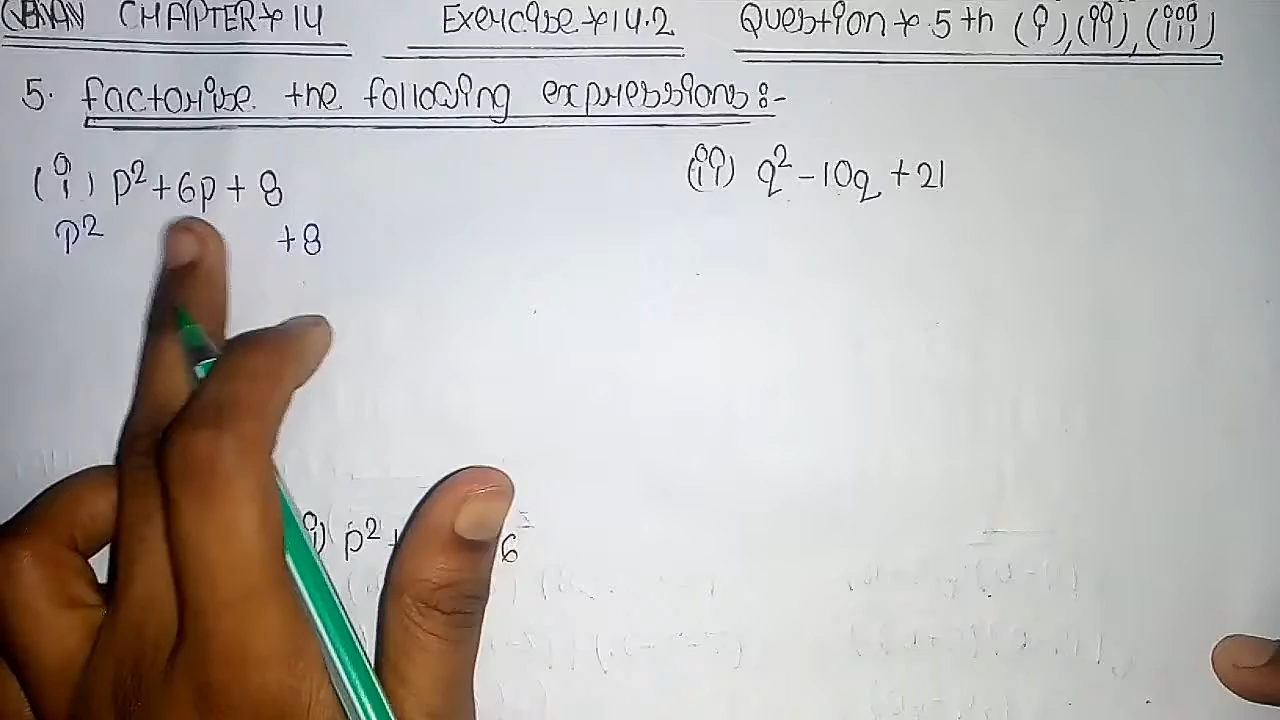 CHAPTER → 14 Exercise → 14.2 Question → 5th (i), (ii), (iii)
5. factorise the following expressions :-
(i) p² + 6p + 8 (ii) q² - 10q + 21
p² + 8
i) p² + 6